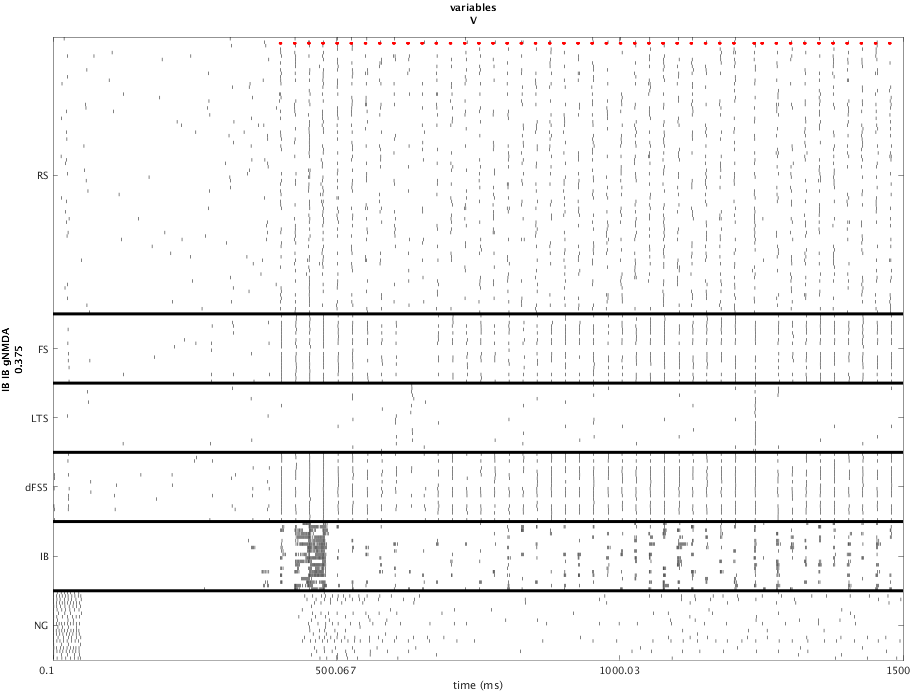 variables
V
IB IB gNMDA
0.375
RS
FS
LTS
dFS5
IB
NG
0.1
500.067
1000.03
1500
time (ms)